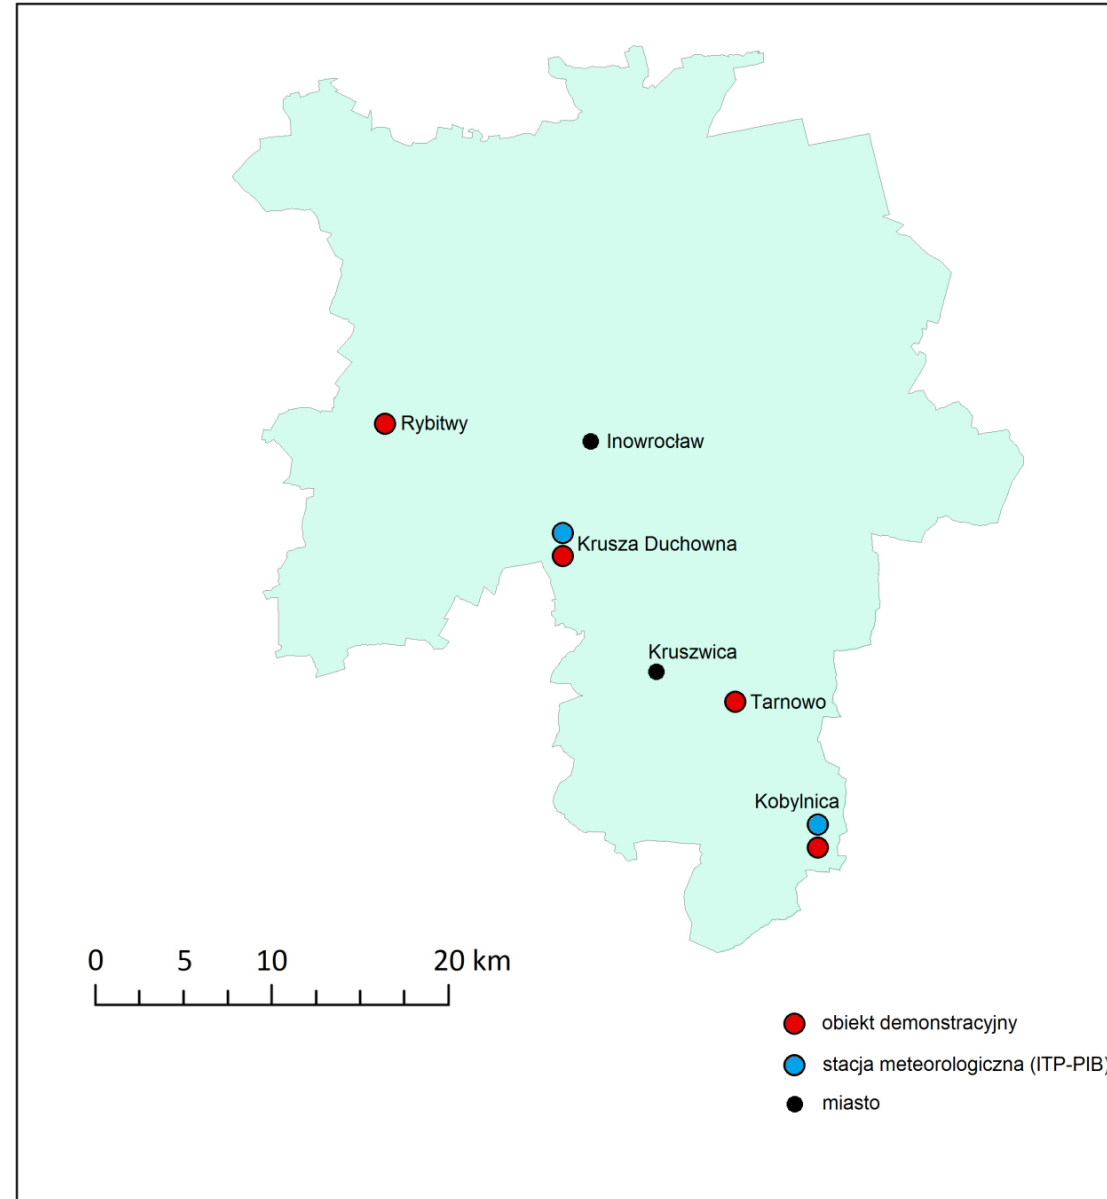 Rybitwy
Inowrocław
Krusza Duchowna
Kruszwica
Tarnowo
Kobylnica
0 5 10 20 km
obiekt demonstracyjny
stacja meteorologiczna (ITP-PIB)
miasto